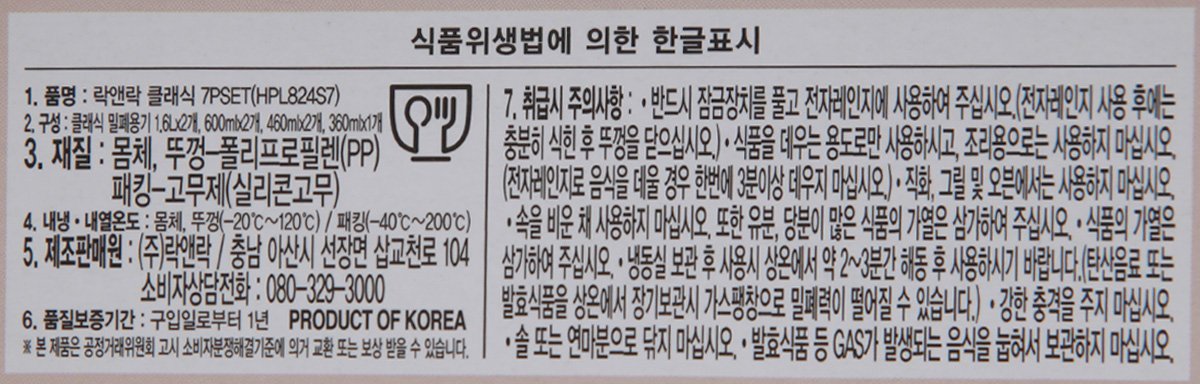 식품위생법에 의한 한글표시
1. 품명 : 락앤락 클래식 7PSET(HPL824S7)
2. 구성 : 클래식 밀폐용기 1,6Lx2개, 600mlx2개, 460mlx2개, 360mlx1개
3. 재질 : 몸체, 뚜껑-폴리프로필렌(PP)
패킹-고무제(실리콘고무)
4. 내냉·내열온도 : 몸체, 뚜껑(-20℃~120℃) / 패킹(-40℃~200℃)
5. 제조판매원 : (주)락앤락 / 충남 아산시 선장면 삽교천로 104
소비자상담전화 : 080-329-3000
6. 품질보증기간 : 구입일로부터 1년 PRODUCT OF KOREA
※ 본 제품은 공정거래위원회 고시 소비자분쟁해결기준에 의거 교환 또는 보상 받을 수 있습니다.
7. 취급시 주의사항 : · 반드시 잠금장치를 풀고 전자레인지에 사용하여 주십시오.(전자레인지 사용 후에는
충분히 식힌 후 뚜껑을 닫으십시오.) · 식품을 데우는 용도로만 사용하시고, 조리용으로는 사용하지 마십시오.
(전자레인지로 음식을 데울 경우 한번에 3분이상 데우지 마십시오.) · 직화, 그릴 및 오븐에서는 사용하지 마십시오.
· 속을 비운 채 사용하지 마십시오. 또한 유분, 당분이 많은 식품의 가열은 삼가하여 주십시오. · 식품의 가열은
삼가하여 주십시오. · 냉동실 보관 후 사용시 상온에서 약 2~3분간 해동 후 사용하시기 바랍니다.(탄산음료 또는
발효식품을 상온에서 장기보관시 가스팽창으로 밀폐력이 떨어질 수 있습니다.) · 강한 충격을 주지 마십시오.
· 솔 또는 연마분으로 닦지 마십시오. · 발효식품 등 GAS가 발생되는 음식을 눕혀서 보관하지 마십시오.